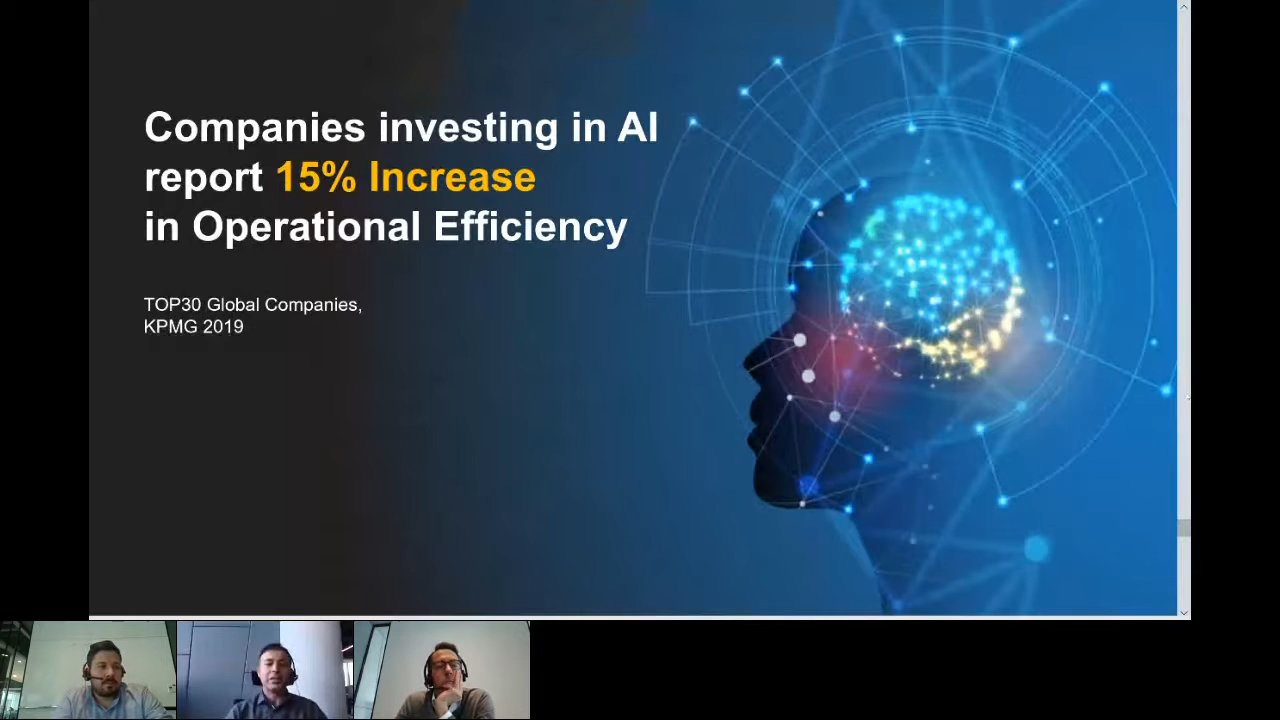 Companies investing in AI
report 15% Increase
in Operational Efficiency
TOP30 Global Companies,
KPMG 2019